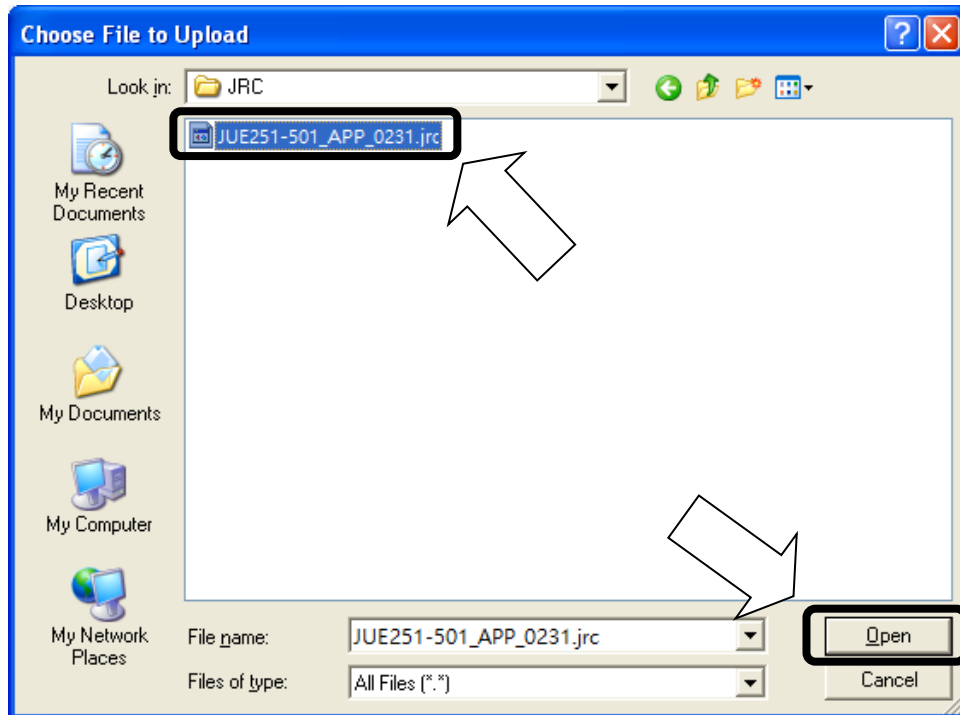 Choose File to Upload
Look in:
JRC
JUE251-501_APP_0231.jrc
My Recent
Documents
Desktop
My Documents
My Computer
My Network
Places
File name:
JUE251-501_APP_0231.jrc
Open
Files of type:
All Files (*.*)
Cancel